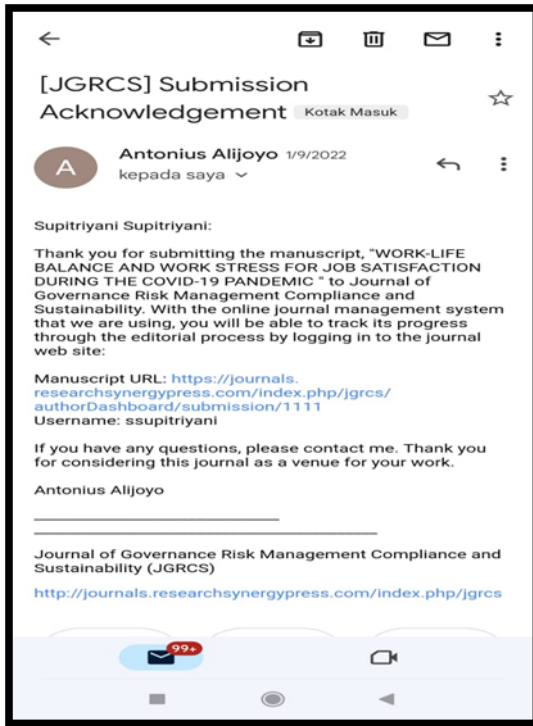 [JGRCS] Submission
Acknowledgement Kotak Masuk
A
Antonius Alijoyo 1/9/2022
kepada saya
Supitriyani Supitriyani:
Thank you for submitting the manuscript, "WORK-LIFE
BALANCE AND WORK STRESS FOR JOB SATISFACTION
DURING THE COVID-19 PANDEMIC " to Journal of
Governance Risk Management Compliance and
Sustainability. With the online journal management system
that we are using, you will be able to track its progress
through the editorial process by logging in to the journal
web site:
Manuscript URL: https://journals.
researchsynergypress.com/index.php/jgrcs/
authorDashboard/submission/1111
Username: ssupitriyani
If you have any questions, please contact me. Thank you
for considering this journal as a venue for your work.
Antonius Alijoyo
Journal of Governance Risk Management Compliance and
Sustainability (JGRCS)
http://journals.researchsynergypress.com/index.php/jgrcs
99+